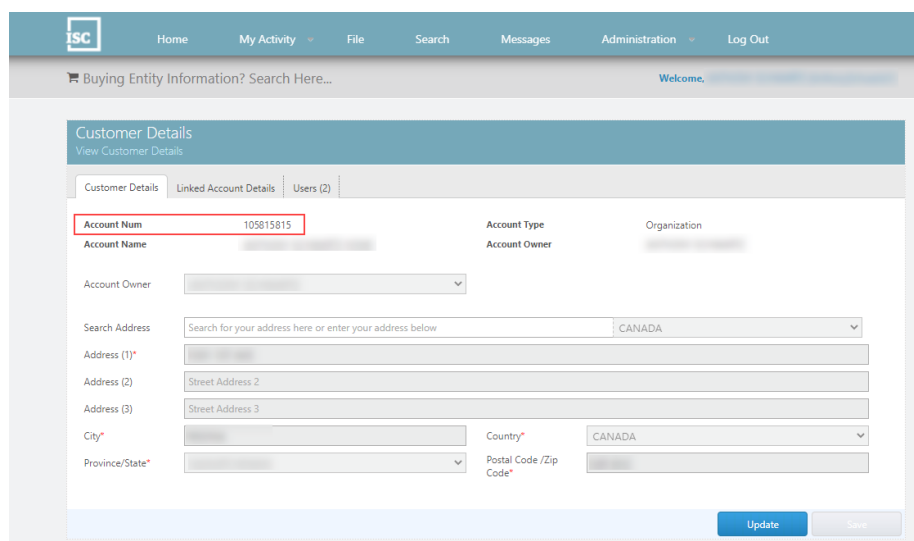 isc Home My Activity File Search Messages Administration Log Out
Buying Entity Information? Search Here... Welcome,
Customer Details
View Customer Details
Customer Details Linked Account Details Users (2)
Account Num 105815815 Account Type Organization
Account Name Account Owner
Account Owner
Search Address Search for your address here or enter your address below CANADA
Address (1)*
Address (2) Street Address 2
Address (3) Street Address 3
City* Country* CANADA
Province/State* Postal Code /Zip
Code*
Update Save